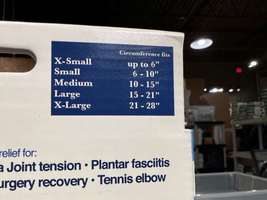 Circumference fits
X-Small up to 6"
Small 6 - 10"
Medium 10 - 15"
Large 15 - 21"
X-Large 21 - 28"
relief for:
a Joint tension • Plantar fasciitis
urgery recovery • Tennis elbow